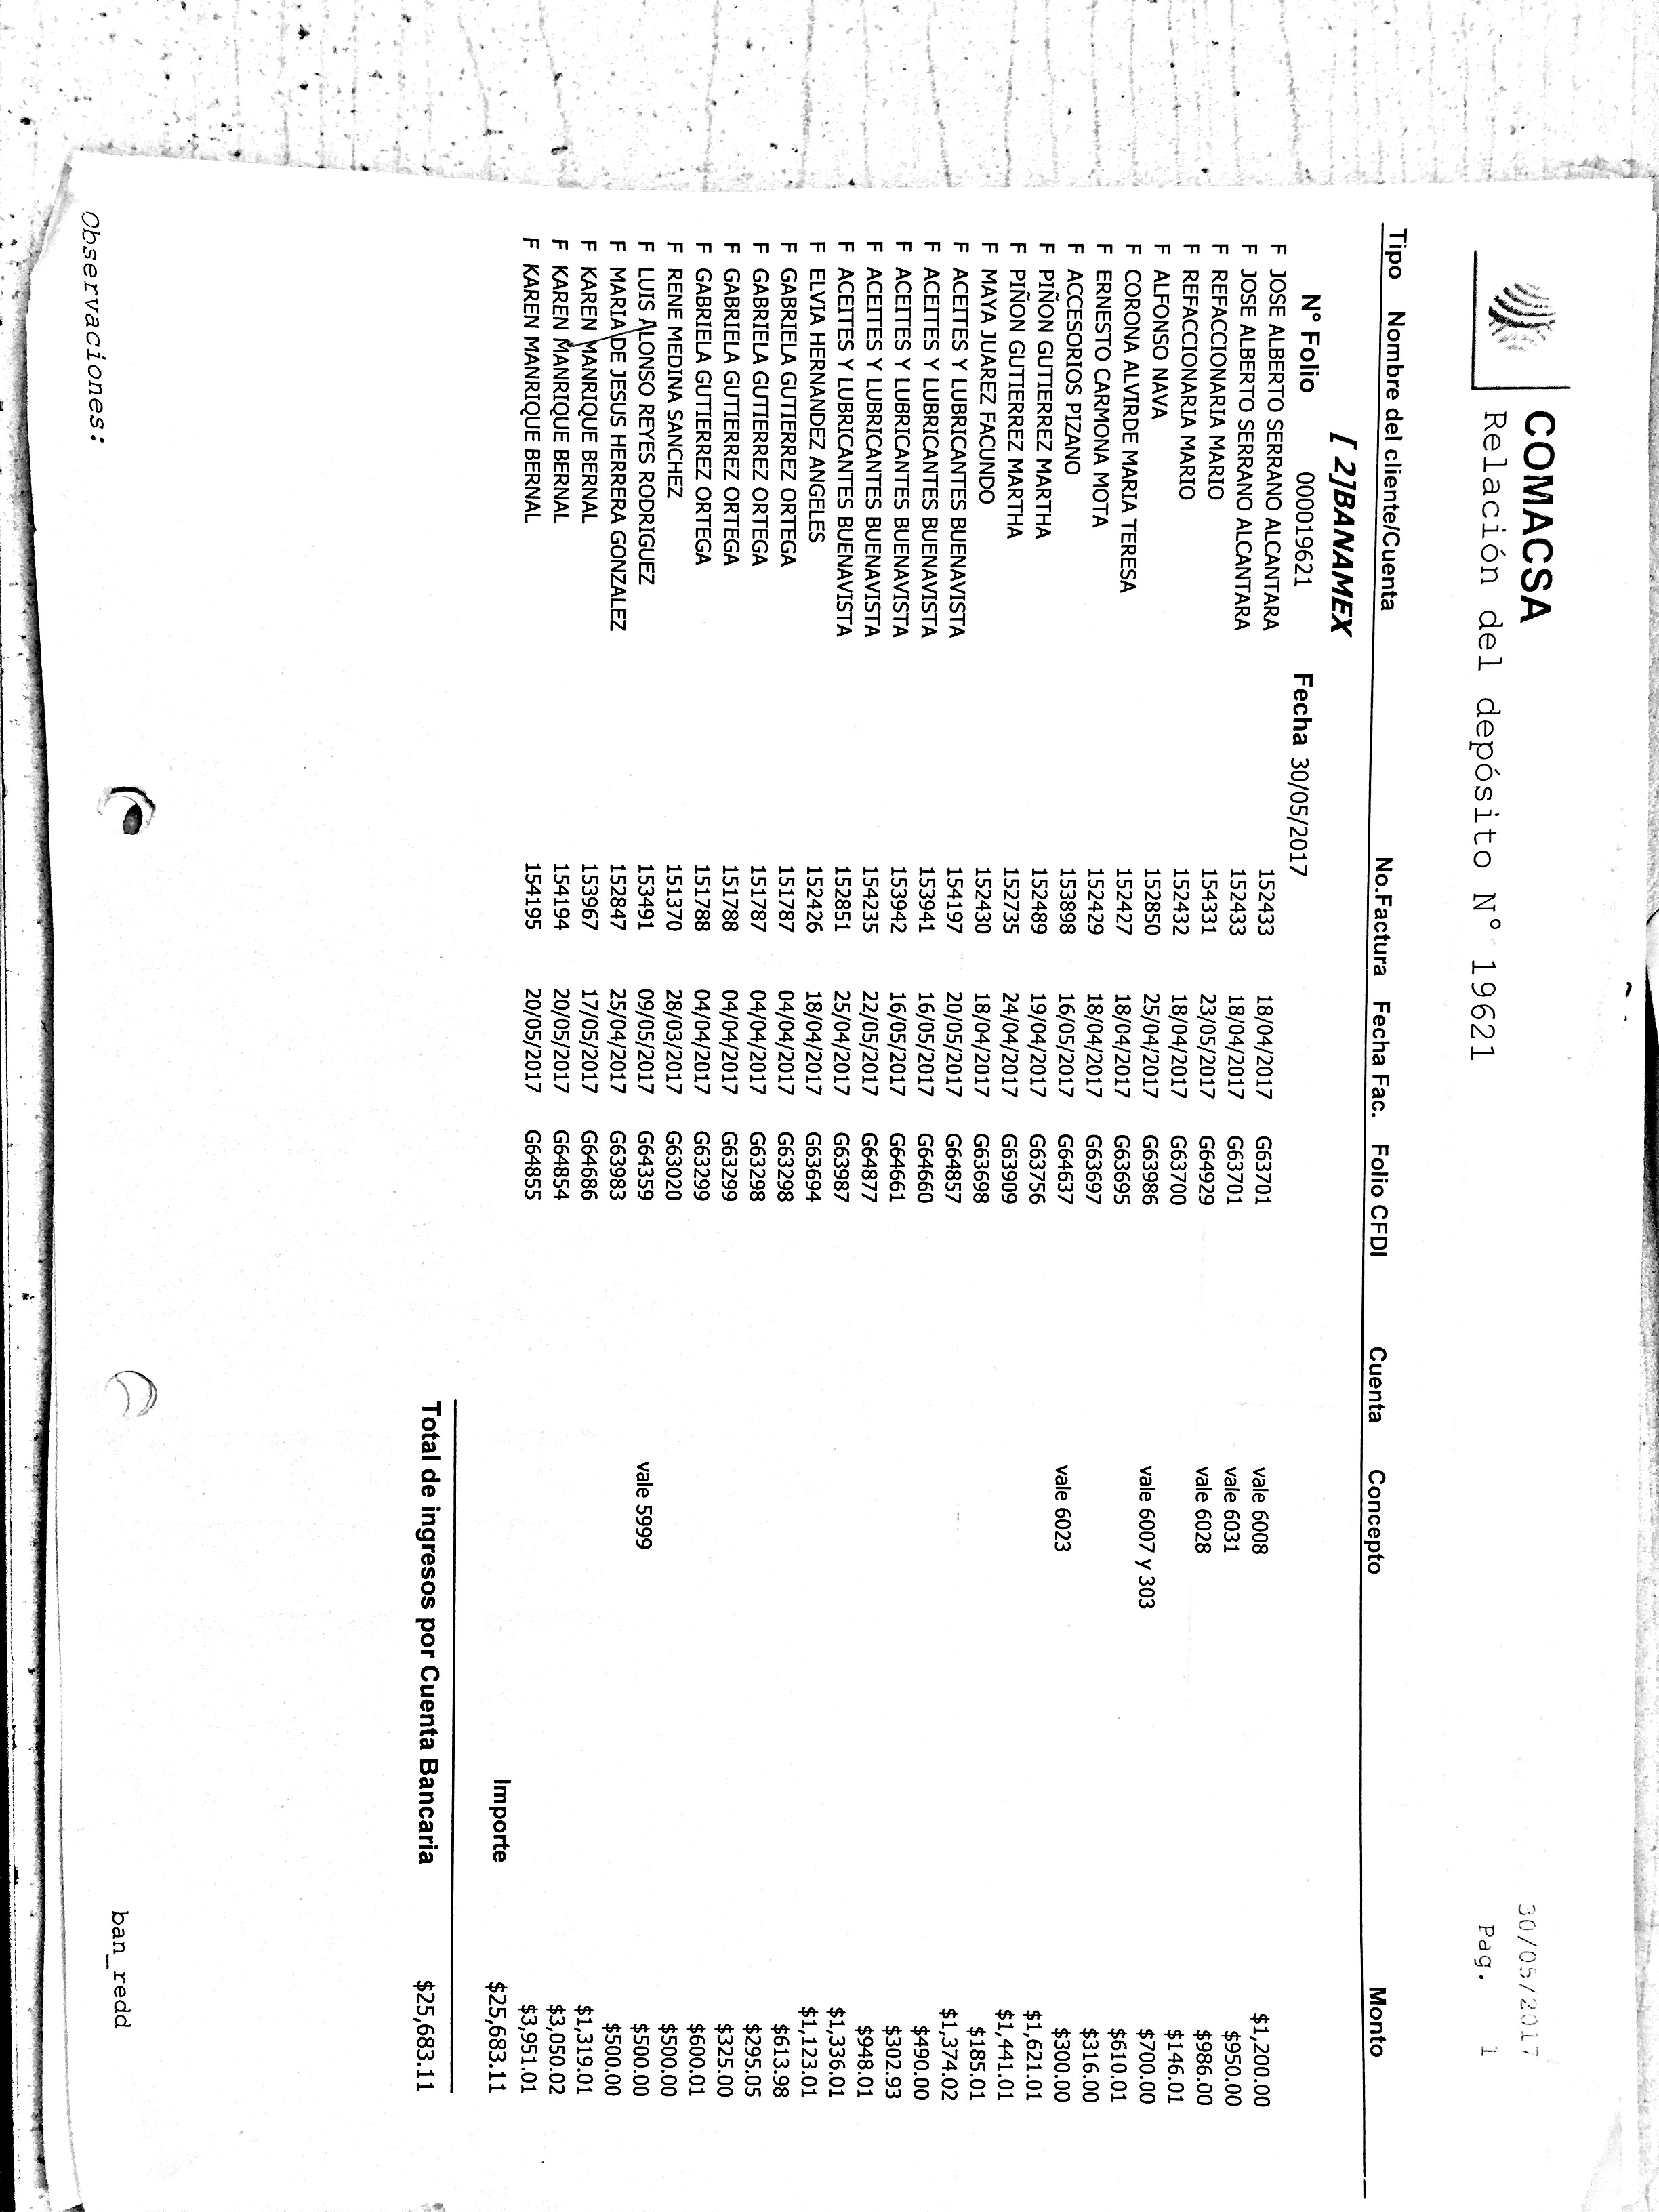 COMACSA
30/05/2017
Relación del depósito N° 19621
Pag. 1
Tipo Nombre del cliente/Cuenta No.Factura Fecha Fac. Folio CFDI Cuenta Concepto Monto
[ 2]BANAMEX
N° Folio 000019621 Fecha 30/05/2017
F JOSE ALBERTO SERRANO ALCANTARA 152433 18/04/2017 G63701 vale 6008 $1,200.00
F JOSE ALBERTO SERRANO ALCANTARA 152433 18/04/2017 G63701 vale 6031 $950.00
F REFACCIONARIA MARIO 154331 23/05/2017 G64929 vale 6028 $986.00
F REFACCIONARIA MARIO 152432 18/04/2017 G63700 $146.01
F ALFONSO NAVA 152850 25/04/2017 G63986 vale 6007 y 303 $700.00
F CORONA ALVIRDE MARIA TERESA 152427 18/04/2017 G63695 $610.01
F ERNESTO CARMONA MOTA 152429 18/04/2017 G63697 $316.00
F ACCESORIOS PIZANO 153898 16/05/2017 G64637 vale 6023 $300.00
F PIÑON GUTIERREZ MARTHA 152489 19/04/2017 G63756 $1,621.01
F PIÑON GUTIERREZ MARTHA 152735 24/04/2017 G63909 $1,441.01
F MAYA JUAREZ FACUNDO 152430 18/04/2017 G63698 $185.01
F ACEITES Y LUBRICANTES BUENAVISTA 154197 20/05/2017 G64857 $1,374.02
F ACEITES Y LUBRICANTES BUENAVISTA 153941 16/05/2017 G64660 $490.00
F ACEITES Y LUBRICANTES BUENAVISTA 153942 16/05/2017 G64661 $302.93
F ACEITES Y LUBRICANTES BUENAVISTA 154235 22/05/2017 G64877 $948.01
F ACEITES Y LUBRICANTES BUENAVISTA 152851 25/04/2017 G63987 $1,336.01
F ELVIA HERNANDEZ ANGELES 152426 18/04/2017 G63694 $1,123.01
F GABRIELA GUTIERREZ ORTEGA 151787 04/04/2017 G63298 $613.98
F GABRIELA GUTIERREZ ORTEGA 151787 04/04/2017 G63298 $295.05
F GABRIELA GUTIERREZ ORTEGA 151788 04/04/2017 G63299 $325.00
F GABRIELA GUTIERREZ ORTEGA 151788 04/04/2017 G63299 $600.01
F RENE MEDINA SANCHEZ 151370 28/03/2017 G63020 $500.00
F LUIS ALONSO REYES RODRIGUEZ 153491 09/05/2017 G64359 vale 5999 $500.00
F MARIA DE JESUS HERRERA GONZALEZ 152847 25/04/2017 G63983 $500.00
F KAREN MANRIQUE BERNAL 153967 17/05/2017 G64686 $1,319.01
F KAREN MANRIQUE BERNAL 154194 20/05/2017 G64854 $3,050.02
F KAREN MANRIQUE BERNAL 154195 20/05/2017 G64855 $3,951.01
Importe $25,683.11
Total de ingresos por Cuenta Bancaria $25,683.11
Observaciones:
ban_redd